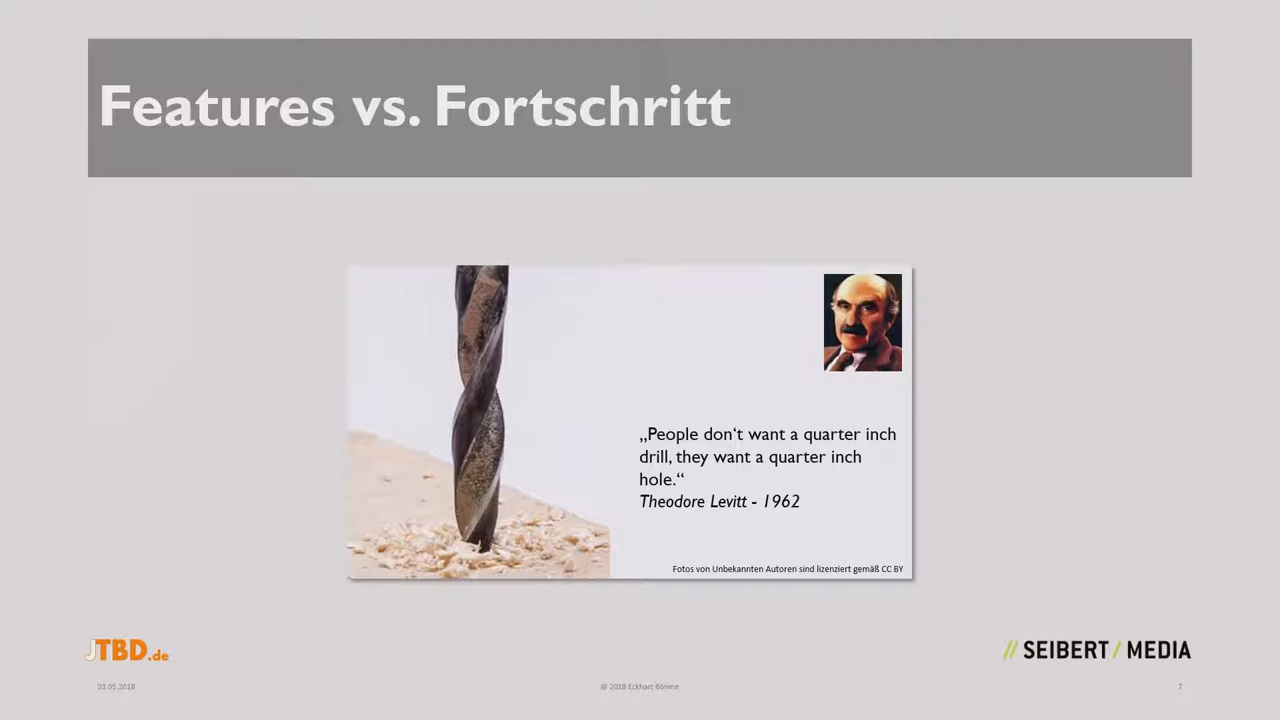 Features vs. Fortschritt
„People don‘t want a quarter inch
drill, they want a quarter inch
hole.“
Theodore Levitt - 1962
Fotos von Unbekannten Autoren sind lizenziert gemäß CC BY
JTBD.de
// SEIBERT / MEDIA
03.05.2018
© 2018 Eckhart Böhme
7